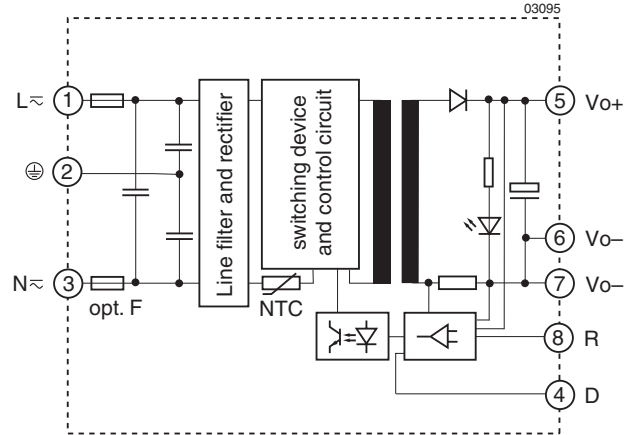 03095
L≂
1
2
N≂
3
opt. F
Line filter and rectifier
switching device
and control circuit
NTC
5
Vo+
6
Vo–
7
Vo–
8
R
4
D